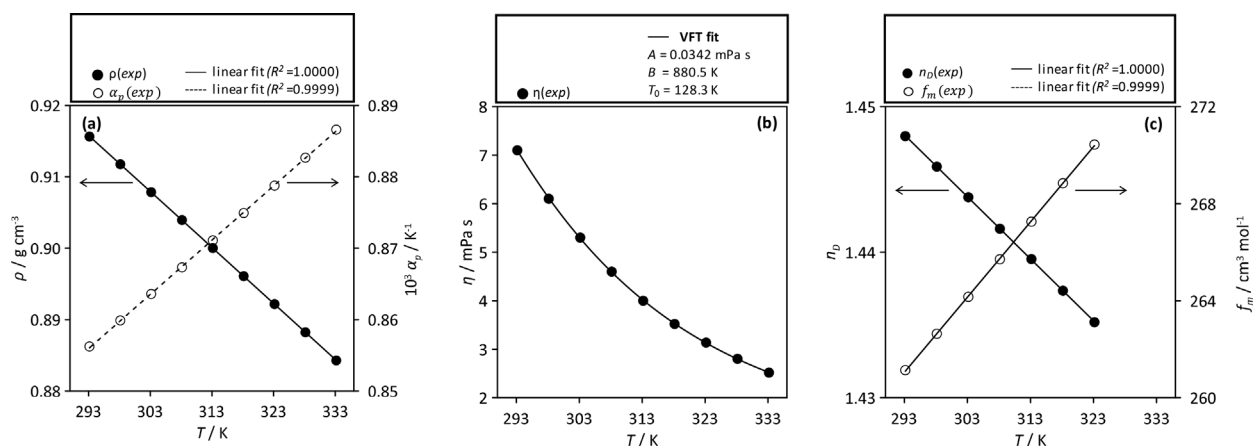 ρ(exp) linear fit (R² =1.0000)
αp (exp) linear fit (R² =0.9999)
0.92
0.91
0.90
0.89
0.88
ρ / g cm-3
(a)
0.89
0.88
0.87
0.86
0.85
10³ αp / K-1
293 303 313 323 333
T / K
VFT fit
A = 0.0342 mPa s
B = 880.5 K
T0 = 128.3 K
η(exp)
8
7
6
5
4
3
2
η / mPa s
(b)
293 303 313 323 333
T / K
nD(exp) linear fit (R² =1.0000)
fm (exp) linear fit (R² =0.9999)
1.45
1.44
1.43
nD
(c)
272
268
264
260
fm / cm³ mol-1
293 303 313 323 333
T / K